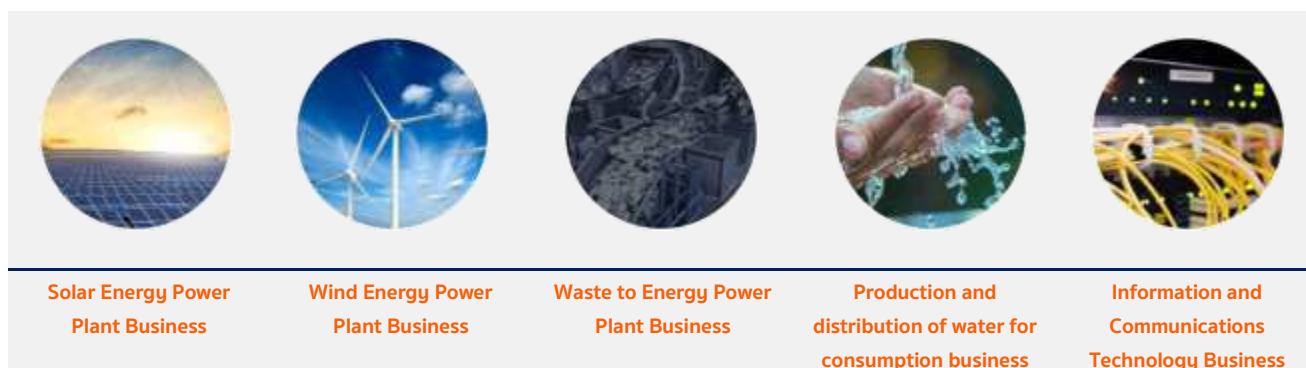 Solar Energy Power
Plant Business
Wind Energy Power
Plant Business
Waste to Energy Power
Plant Business
Production and
distribution of water for
consumption business
Information and
Communications
Technology Business